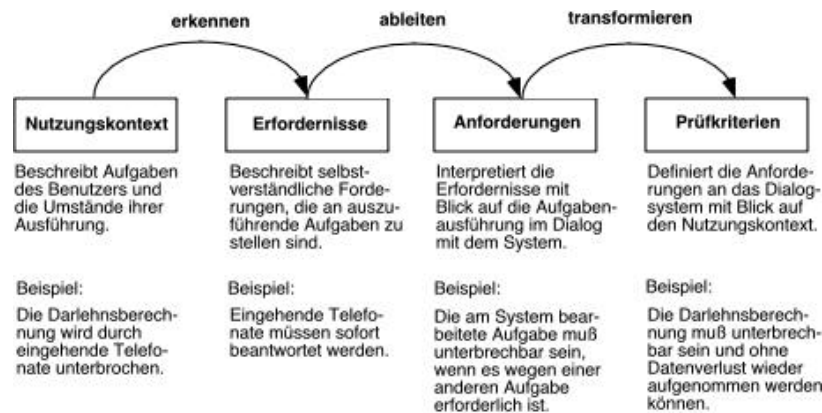 erkennen
ableiten
transformieren
Nutzungskontext
Erfordernisse
Anforderungen
Prüfkriterien
Beschreibt Aufgaben
des Benutzers und
die Umstände ihrer
Ausführung.
Beschreibt selbst-
verständliche Forde-
rungen, die an auszu-
führende Aufgaben zu
stellen sind.
Interpretiert die
Erfordernisse mit
Blick auf die Aufgaben-
ausführung im Dialog
mit dem System.
Definiert die Anforde-
rungen an das Dialog-
system mit Blick auf
den Nutzungskontext.
Beispiel:
Die Darlehnsberech-
nung wird durch
eingehende Telefo-
nate unterbrochen.
Beispiel:
Eingehende Telefo-
nate müssen sofort
beantwortet werden.
Beispiel:
Die am System bear-
beitete Aufgabe muß
unterbrechbar sein,
wenn es wegen einer
anderen Aufgabe
erforderlich ist.
Beispiel:
Die Darlehnsberech-
nung muß unterbrech-
bar sein und ohne
Datenverlust wieder
aufgenommen werden
können.